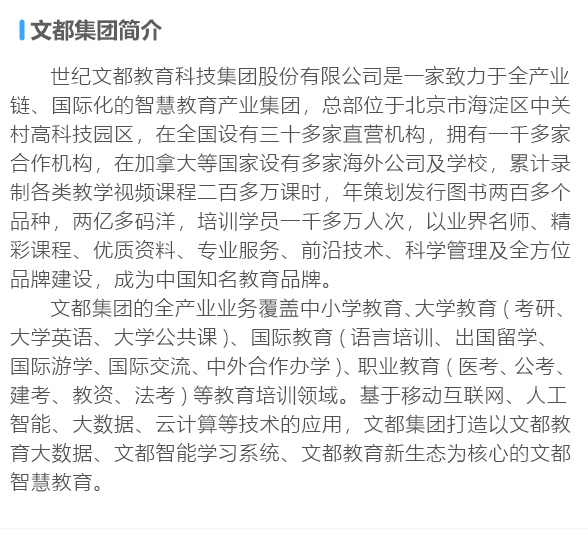 文都集团简介
世纪文都教育科技集团股份有限公司是一家致力于全产业
链、国际化的智慧教育产业集团，总部位于北京市海淀区中关
村高科技园区，在全国设有三十多家直营机构，拥有一千多家
合作机构，在加拿大等国家设有多家海外公司及学校，累计录
制各类教学视频课程二百多万课时，年策划发行图书两百多个
品种，两亿多码洋，培训学员一千多万人次，以业界名师、精
彩课程、优质资料、专业服务、前沿技术、科学管理及全方位
品牌建设，成为中国知名教育品牌。
文都集团的全产业业务覆盖中小学教育、大学教育（考研、
大学英语、大学公共课）、国际教育（语言培训、出国留学、
国际游学、国际交流、中外合作办学）、职业教育（医考、公考、
建考、教资、法考）等教育培训领域。基于移动互联网、人工
智能、大数据、云计算等技术的应用，文都集团打造以文都教
育大数据、文都智能学习系统、文都教育新生态为核心的文都
智慧教育。